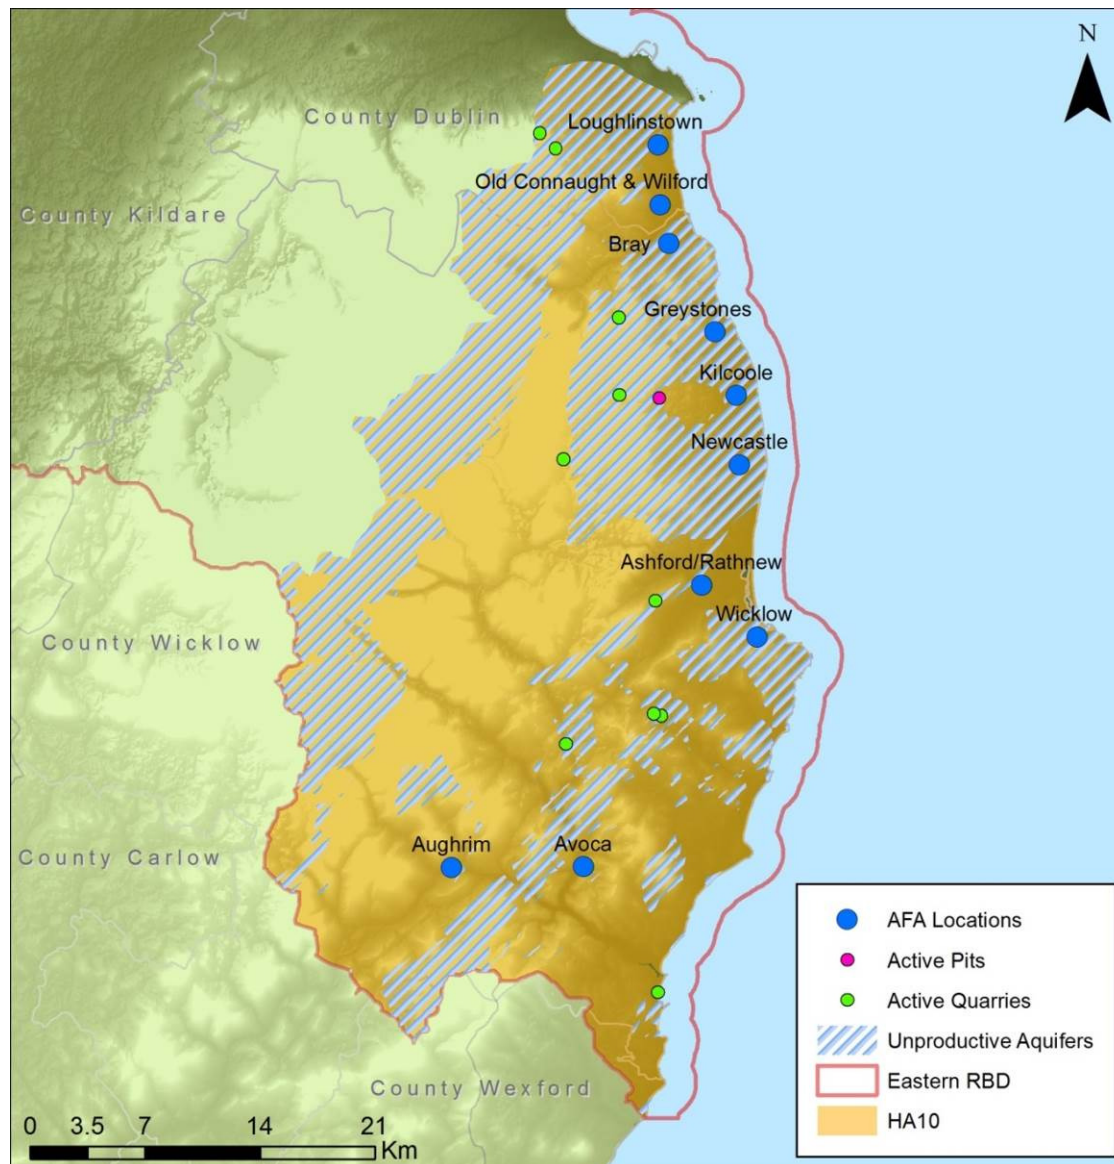 N
County Dublin
Loughlinstown
Old Connaught & Wilford
County Kildare
Bray
Greystones
Kilcoole
Newcastle
Ashford/Rathnew
Wicklow
County Wicklow
Aughrim
Avoca
County Carlow
County Wexford
AFA Locations
Active Pits
Active Quarries
Unproductive Aquifers
Eastern RBD
HA10
0 3.5 7 14 21
Km